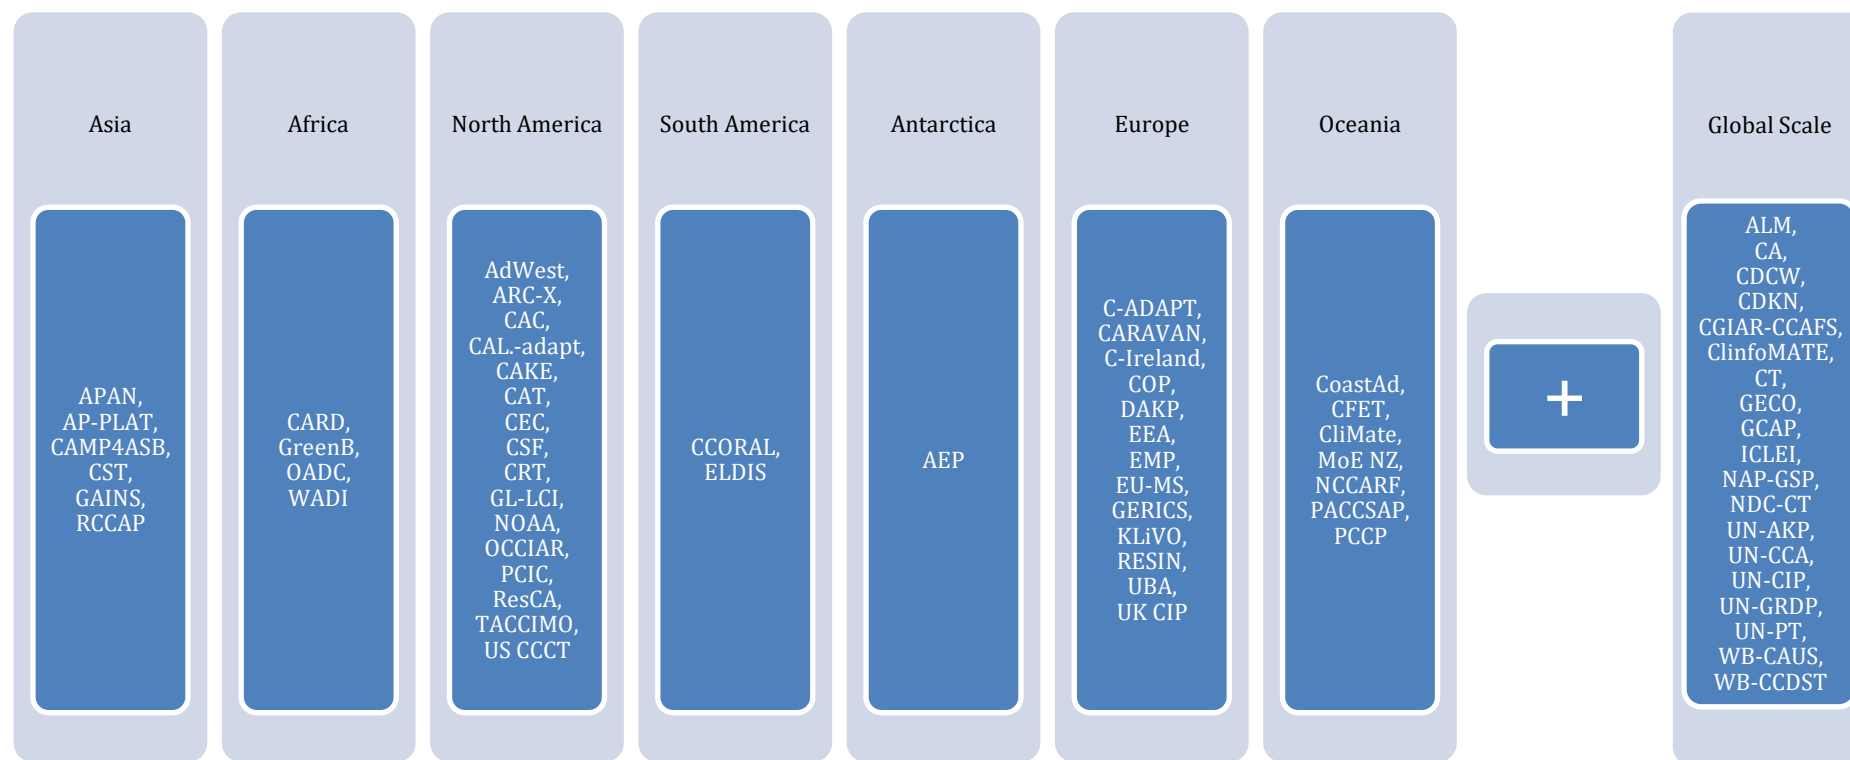 Asia
APAN,
AP-PLAT,
CAMP4ASB,
CST,
GAINS,
RCCAP
Africa
CARD,
GreenB,
OADC,
WADI
North America
AdWest,
ARC-X,
CAC,
CAL.-adapt,
CAKE,
CAT,
CEC,
CSF,
CRT,
GL-LCI,
NOAA,
OCCIAR,
PCIC,
ResCA,
TACCIMO,
US CCCT
South America
CCORAL,
ELDIS
Antarctica
AEP
Europe
C-ADAPT,
CARAVAN,
C-Ireland,
COP,
DAKP,
EEA,
EMP,
EU-MS,
GERICS,
KLiVO,
RESIN,
UBA,
UK CIP
Oceania
CoastAd,
CFET,
CliMate,
MoE NZ,
NCCARF,
PACCSAP,
PCCP
+
Global Scale
ALM,
CA,
CDCW,
CDKN,
CGIAR-CCAFS,
ClinfoMATE,
CT,
GECO,
GCAP,
ICLEI,
NAP-GSP,
NDC-CT
UN-AKP,
UN-CCA,
UN-CIP,
UN-GRDP,
UN-PT,
WB-CAUS,
WB-CCDST